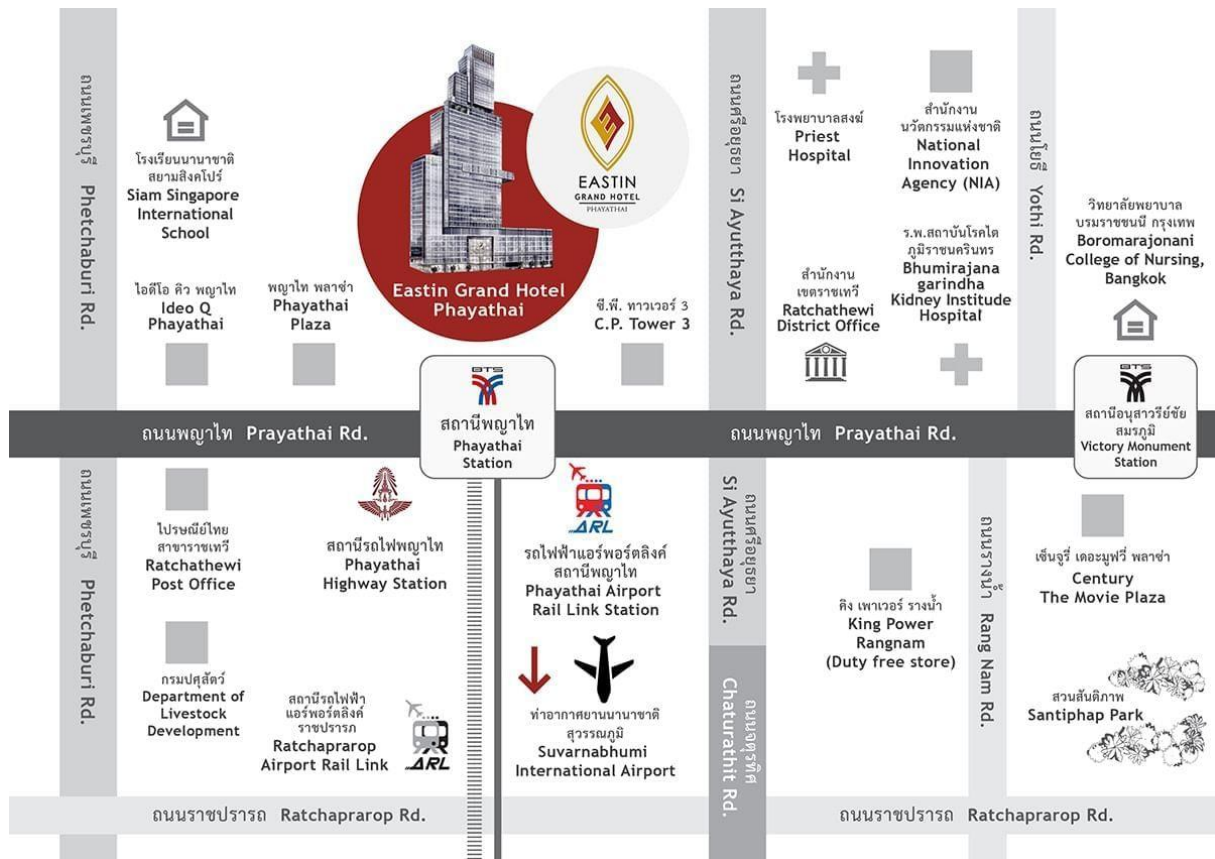 ถนนเพชรบุรี Phetchaburi Rd.
โรงเรียนนานาชาติ
สยามสิงคโปร์
Siam Singapore
International
School
ไอดีโอ คิว พญาไท
Ideo Q
Phayathai
พญาไท พลาซ่า
Phayathai
Plaza
Eastin Grand Hotel
Phayathai
EASTIN
GRAND HOTEL
PHAYATHAI
ซี.พี. ทาวเวอร์ 3
C.P. Tower 3
ถนนศรีอยุธยา Si Ayutthaya Rd.
โรงพยาบาลสงฆ์
Priest
Hospital
สำนักงาน
นวัตกรรมแห่งชาติ
National
Innovation
Agency (NIA)
สำนักงาน
เขตราชเทวี
Ratchathewi
District Office
ร.พ.สถาบันโรคไต
ภูมิราชนครินทร
Bhumirajana
garindha
Kidney Institude
Hospital
ถนนโยธี Yothi Rd.
วิทยาลัยพยาบาล
บรมราชชนนี กรุงเทพ
Boromarajonani
College of Nursing,
Bangkok
ถนนพญาไท Prayathai Rd.
BTS
สถานีพญาไท
Phayathai
Station
ถนนพญาไท Prayathai Rd.
BTS
สถานีอนุสาวรีย์ชัย
สมรภูมิ
Victory Monument
Station
ถนนเพชรบุรี Phetchaburi Rd.
ไปรษณีย์ไทย
สาขาราชเทวี
Ratchathewi
Post Office
สถานีรถไฟพญาไท
Phayathai
Highway Station
ARL
รถไฟฟ้าแอร์พอร์ตลิงค์
สถานีพญาไท
Phayathai Airport
Rail Link Station
ถนนศรีอยุธยา Si Ayutthaya Rd.
คิง เพาเวอร์ รางน้ำ
King Power
Rangnam
(Duty free store)
ถนนรางน้ำ Rang Nam Rd.
เซ็นจูรี่ เดอะมูฟวี่ พลาซ่า
Century
The Movie Plaza
กรมปศุสัตว์
Department of
Livestock
Development
สถานีรถไฟฟ้า
แอร์พอร์ตลิงค์
ราชปรารภ
Ratchaprarop
Airport Rail Link
ARL
ท่าอากาศยานนานาชาติ
สุวรรณภูมิ
Suvarnabhumi
International Airport
ถนนจตุรทิศ Chaturathit Rd.
สวนสันติภาพ
Santiphap Park
ถนนราชปรารถ Ratchaprarop Rd.
ถนนราชปรารถ Ratchaprarop Rd.